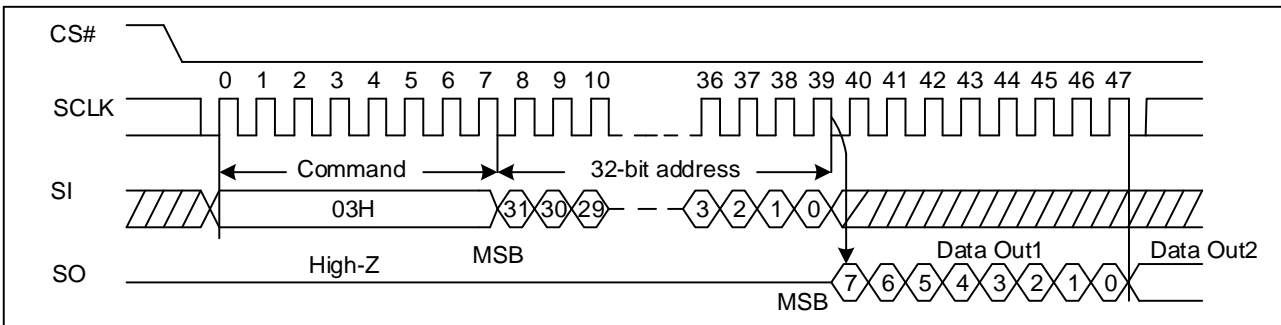 CS#
0 1 2 3 4 5 6 7 8 9 10 36 37 38 39 40 41 42 43 44 45 46 47
SCLK
Command 32-bit address
SI
03H 31 30 29 3 2 1 0
MSB
High-Z
Data Out1 Data Out2
SO
7 6 5 4 3 2 1 0
MSB